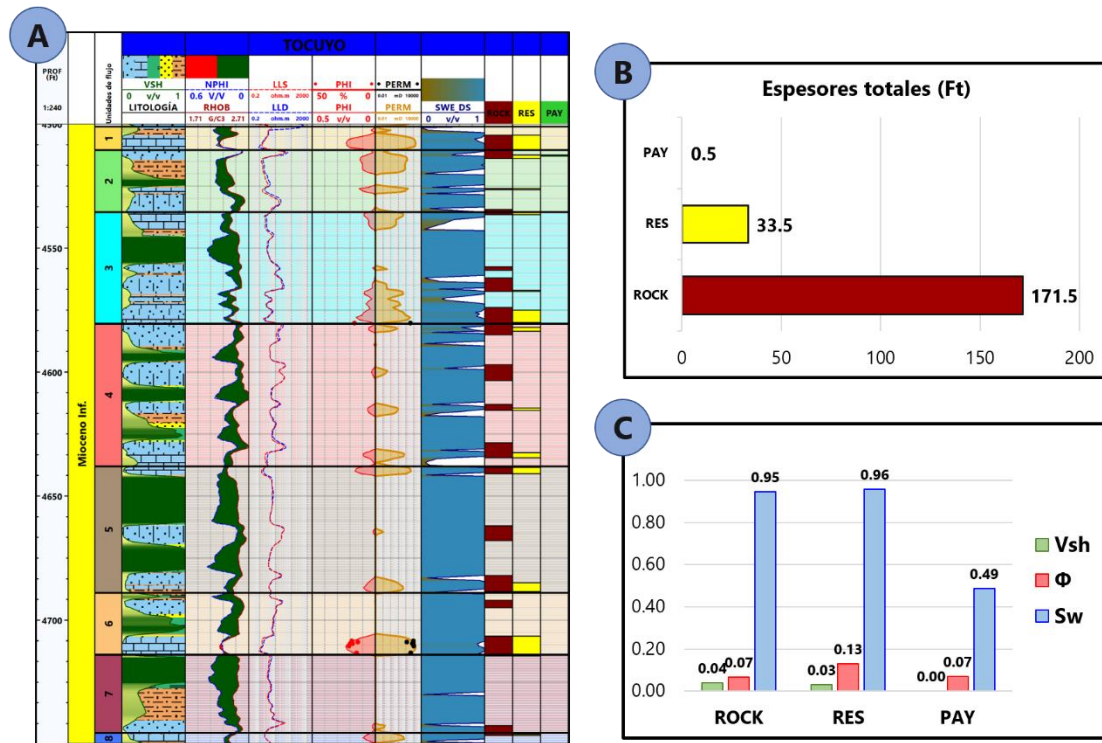 A
TOCUYO
PROF
(Ft)
1:240
Unidades de flujo
VSH
0 v/v 1
LITOLOGÍA
NPHI
0.6 V/V 0
RHOB
1.71 G/C3 2.71
LLS
0.2 ohm.m 2000
LLD
0.2 ohm.m 2000
PHI
50 % 0
PHI
0.5 v/v 0
PERM
0.01 mD 10000
PERM
0.01 mD 10000
SWE_DS
0 v/v 1
ROCK
RES
PAY
4500
4550
4600
4650
4700
Mioceno Inf.
1
2
3
4
5
6
7
8
B
Espesores totales (Ft)
PAY
0.5
RES
33.5
ROCK
171.5
0 50 100 150 200
C
1.00
0.80
0.60
0.40
0.20
0.00
0.04 0.07 0.95
0.03 0.13 0.96
0.00 0.07 0.49
ROCK RES PAY
Vsh
Φ
Sw